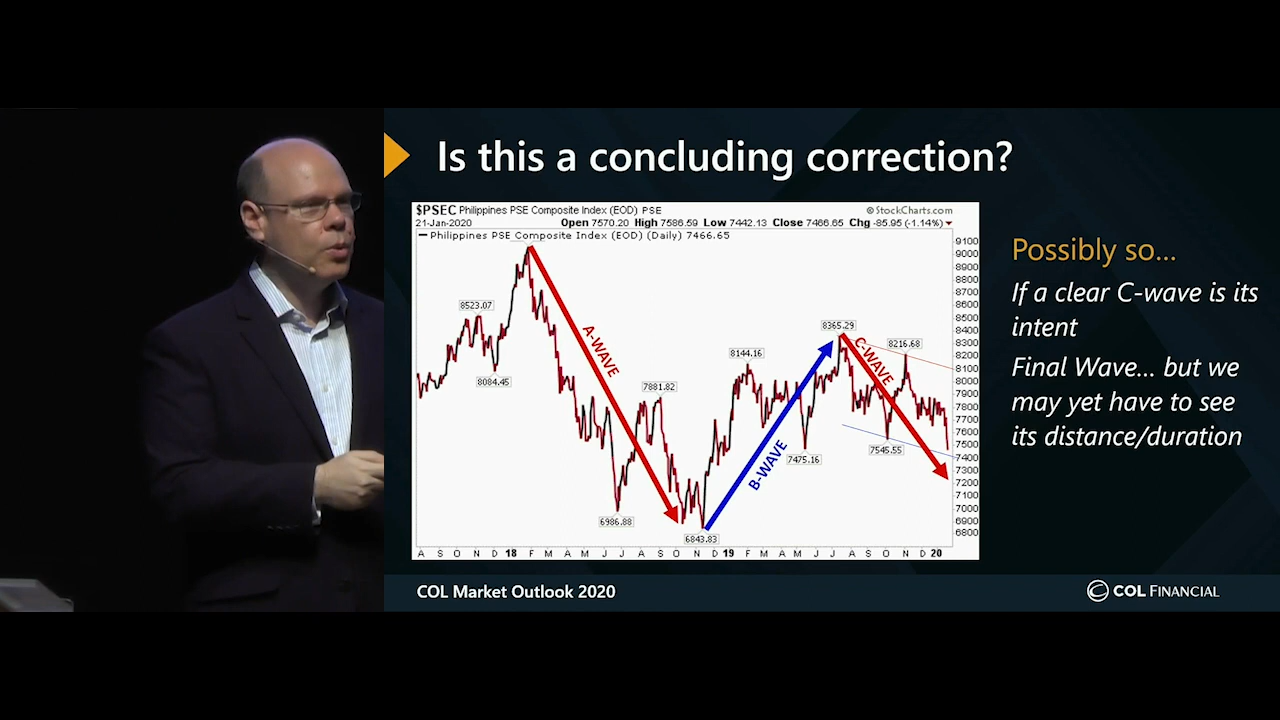 Is this a concluding correction?
$PSEC Philippines PSE Composite Index (EOD) PSE
© StockCharts.com
21-Jan-2020
Open 7570.20 High 7586.59 Low 7442.13 Close 7466.65 Chg -85.95 (-1.14%)
— Philippines PSE Composite Index (EOD) (Daily) 7466.65
9100
9000
8900
8800
8700
8600
8500
8400
8300
8200
8100
8000
7900
7800
7700
7600
7500
7400
7300
7200
7100
7000
6900
6800
8523.07
8084.45
A-WAVE
7881.82
6986.88
6843.83
8144.16
B-WAVE
7475.16
8365.29
C-WAVE
8216.68
7545.55
A S O N D 18 F M A M J J A S O N D 19 F M A M J J A S O N D 20
Possibly so...
If a clear C-wave is its
intent
Final Wave... but we
may yet have to see
its distance/duration
COL Market Outlook 2020
COL FINANCIAL